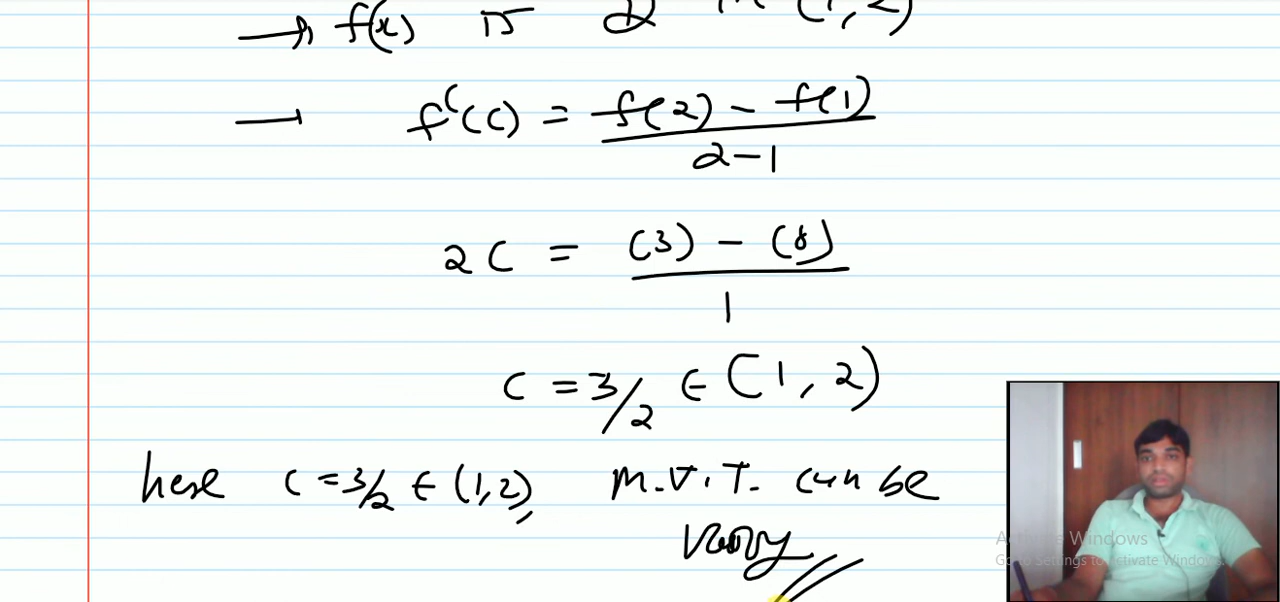 → f(x) is D in (1, 2)
— f'(c) = f(2) - f(1)
2-1
2c = (3) - (0)
1
c = 3/2 ∈ (1, 2)
here c = 3/2 ∈ (1, 2), M.V.T. can be
Activate Windows
Go to Settings to activate Windows.